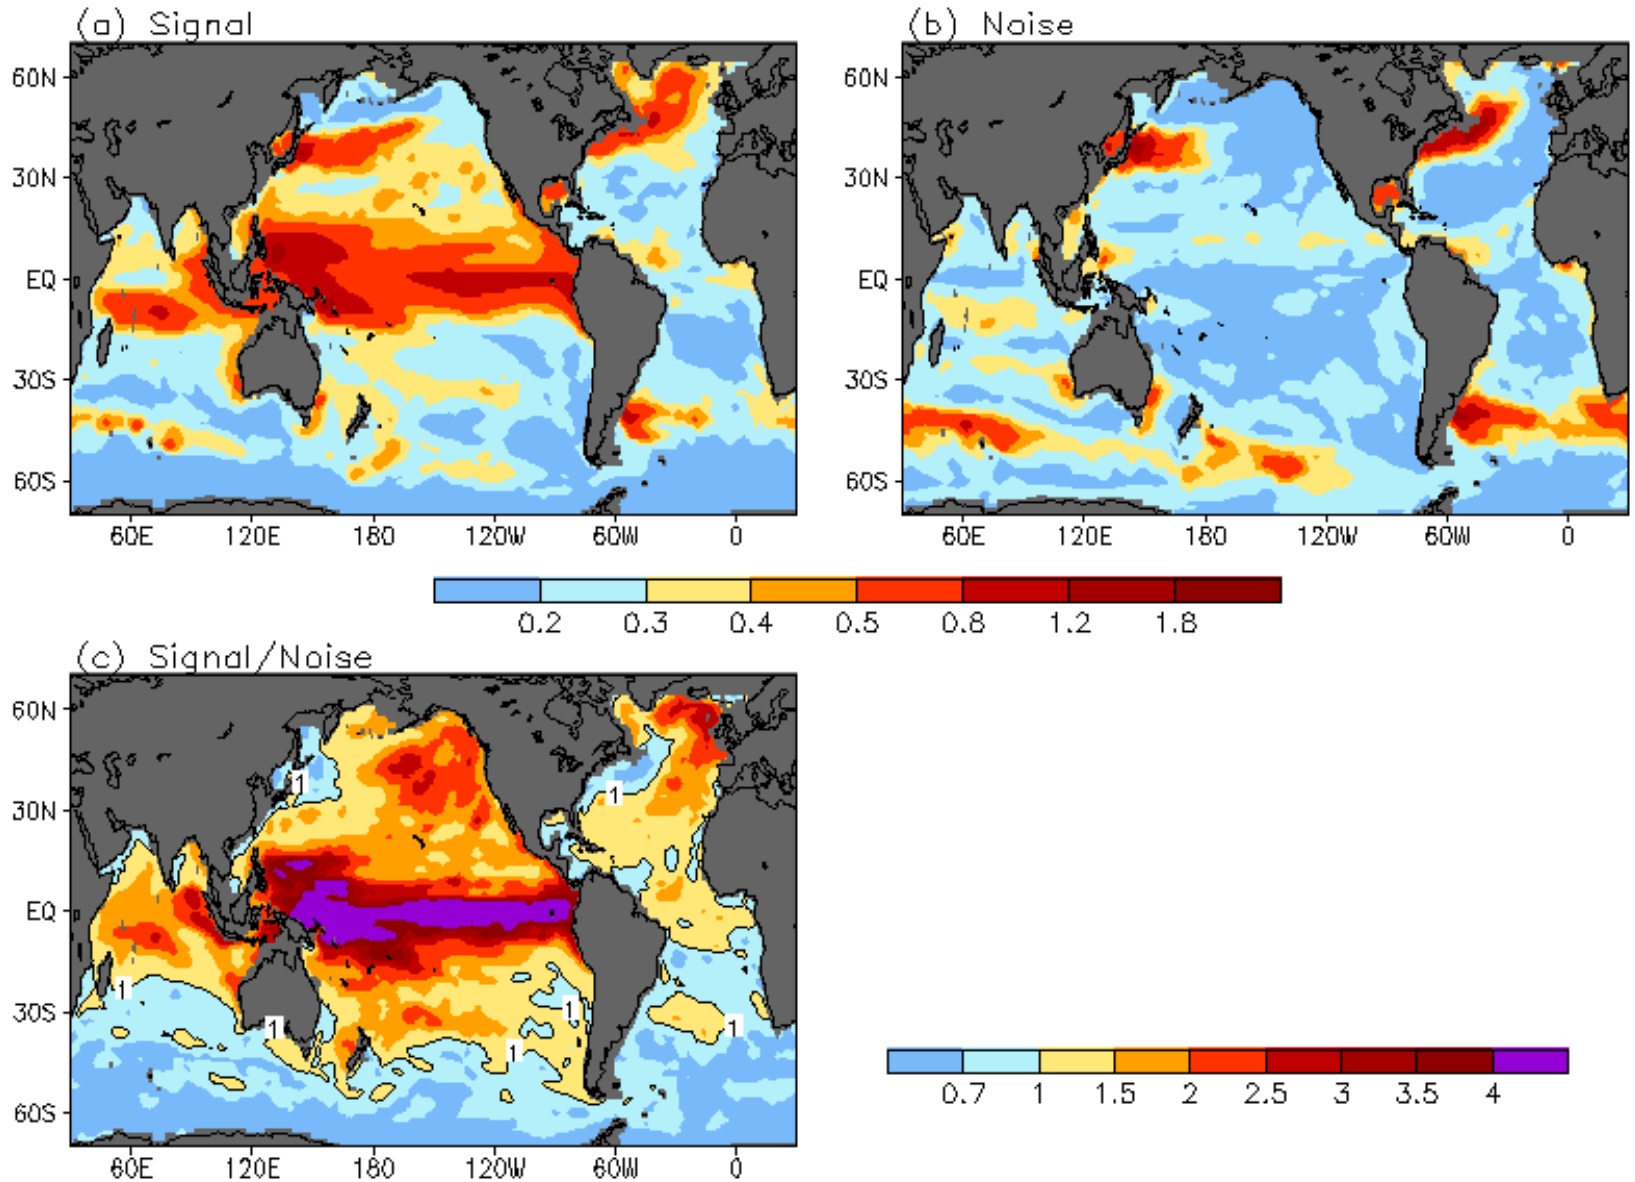 (a) Signal
(b) Noise
60N
30N
EQ
30S
60S
60E 120E 180 120W 60W 0
60N
30N
EQ
30S
60S
60E 120E 180 120W 60W 0
0.2 0.3 0.4 0.5 0.8 1.2 1.8
(c) Signal/Noise
60N
30N
EQ
30S
60S
1
1
1
1
1
1
1
60E 120E 180 120W 60W 0
0.7 1 1.5 2 2.5 3 3.5 4